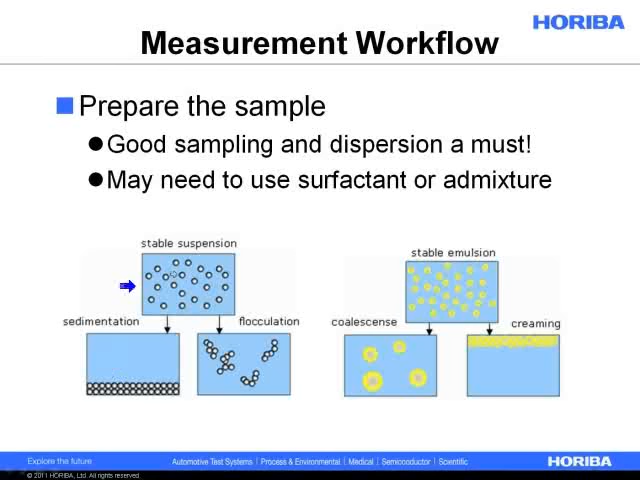 HORIBA
Measurement Workflow
Prepare the sample
Good sampling and dispersion a must!
May need to use surfactant or admixture
stable suspension
sedimentation
flocculation
stable emulsion
coalescense
creaming
Explore the future
Automotive Test Systems | Process & Environmental | Medical | Semiconductor | Scientific
HORIBA
© 2011 HORIBA, Ltd. All rights reserved.